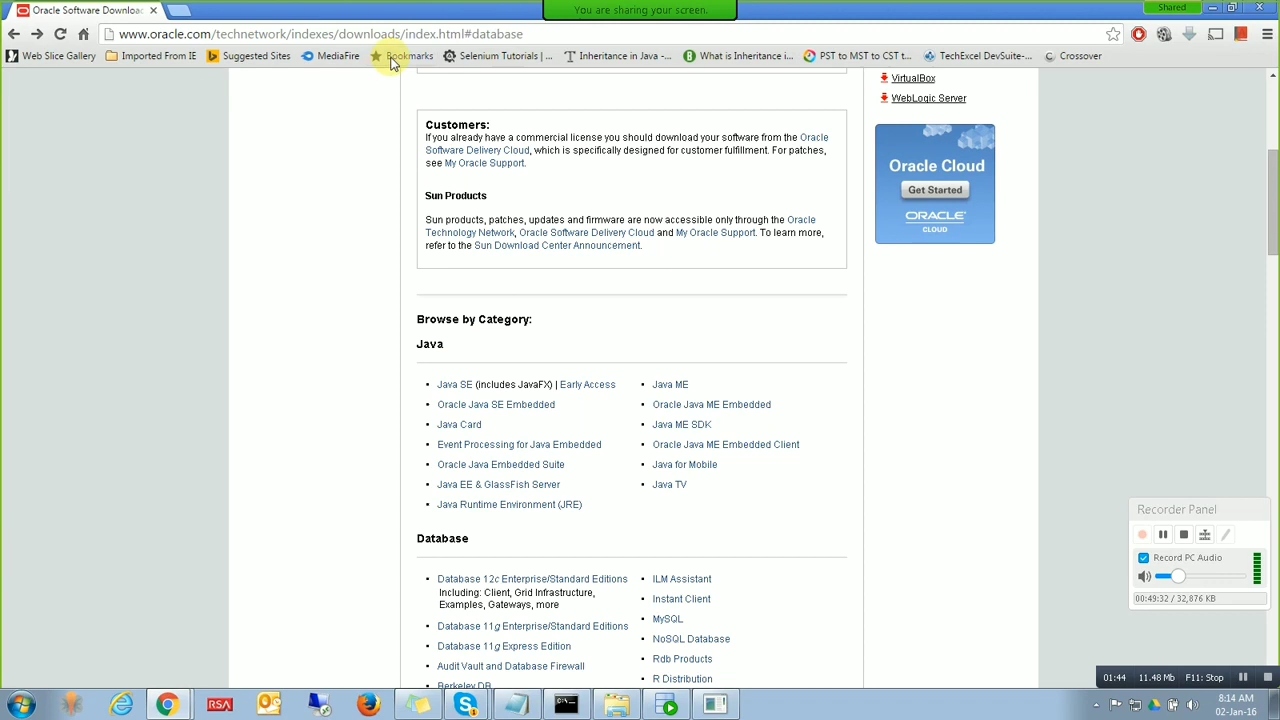 Oracle Software Downloa
You are sharing your screen.
Shared
www.oracle.com/technetwork/indexes/downloads/index.html#database
Web Slice Gallery
Imported From IE
Suggested Sites
MediaFire
Bookmarks
Selenium Tutorials | ...
Inheritance in Java -...
What is Inheritance i...
PST to MST to CST t...
TechExcel DevSuite-...
Crossover
VirtualBox
WebLogic Server
Customers:
If you already have a commercial license you should download your software from the Oracle
Software Delivery Cloud, which is specifically designed for customer fulfillment. For patches,
see My Oracle Support.
Sun Products
Sun products, patches, updates and firmware are now accessible only through the Oracle
Technology Network, Oracle Software Delivery Cloud and My Oracle Support. To learn more,
refer to the Sun Download Center Announcement.
Oracle Cloud
Get Started
ORACLE
CLOUD
Browse by Category:
Java
Java SE (includes JavaFX) | Early Access
Oracle Java SE Embedded
Java Card
Event Processing for Java Embedded
Oracle Java Embedded Suite
Java EE & GlassFish Server
Java Runtime Environment (JRE)
Java ME
Oracle Java ME Embedded
Java ME SDK
Oracle Java ME Embedded Client
Java for Mobile
Java TV
Database
Database 12c Enterprise/Standard Editions
Including: Client, Grid Infrastructure,
Examples, Gateways, more
Database 11g Enterprise/Standard Editions
Database 11g Express Edition
Audit Vault and Database Firewall
Berkeley DB
ILM Assistant
Instant Client
MySQL
NoSQL Database
Rdb Products
R Distribution
Recorder Panel
Record PC Audio
00:49:32 / 32,876 KB
01:44 11.48 Mb F11: Stop
RSA
8:14 AM
02-Jan-16